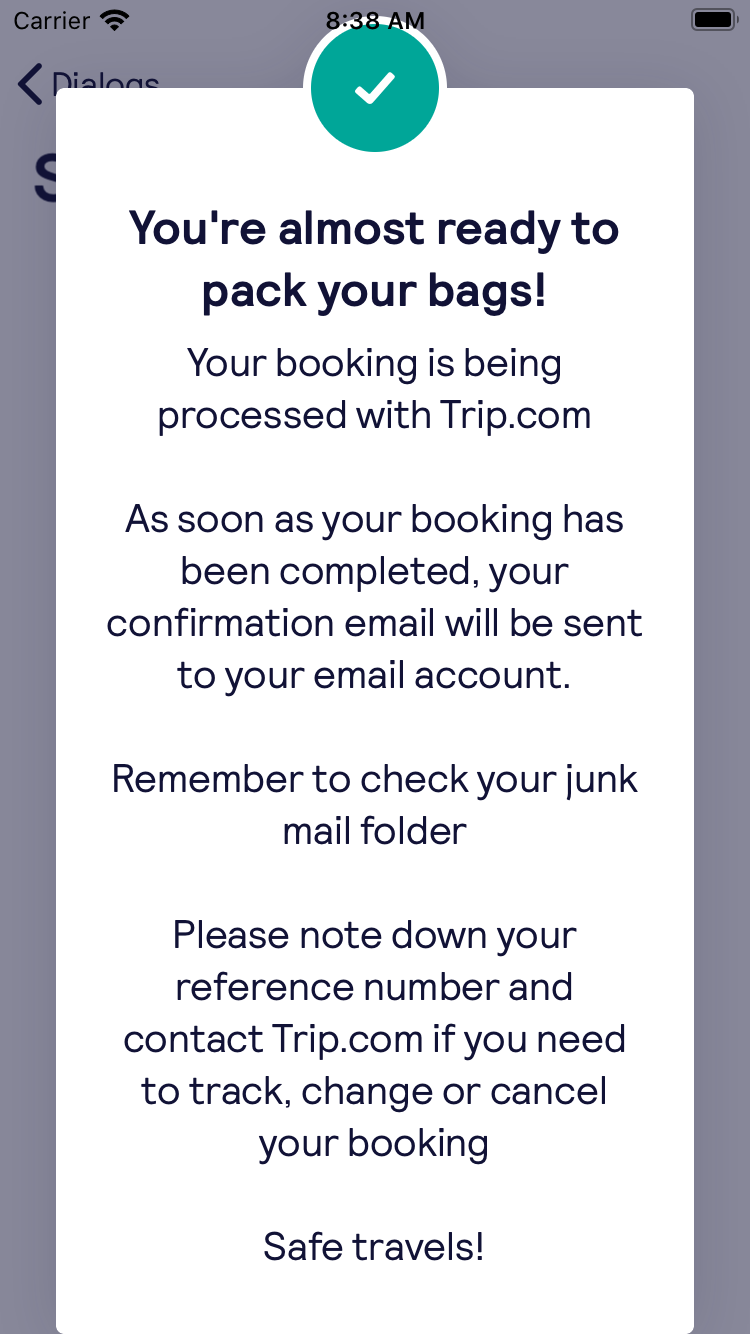 Carrier 8:38 AM
Dialogs
You're almost ready to
pack your bags!
Your booking is being
processed with Trip.com
As soon as your booking has
been completed, your
confirmation email will be sent
to your email account.
Remember to check your junk
mail folder
Please note down your
reference number and
contact Trip.com if you need
to track, change or cancel
your booking
Safe travels!